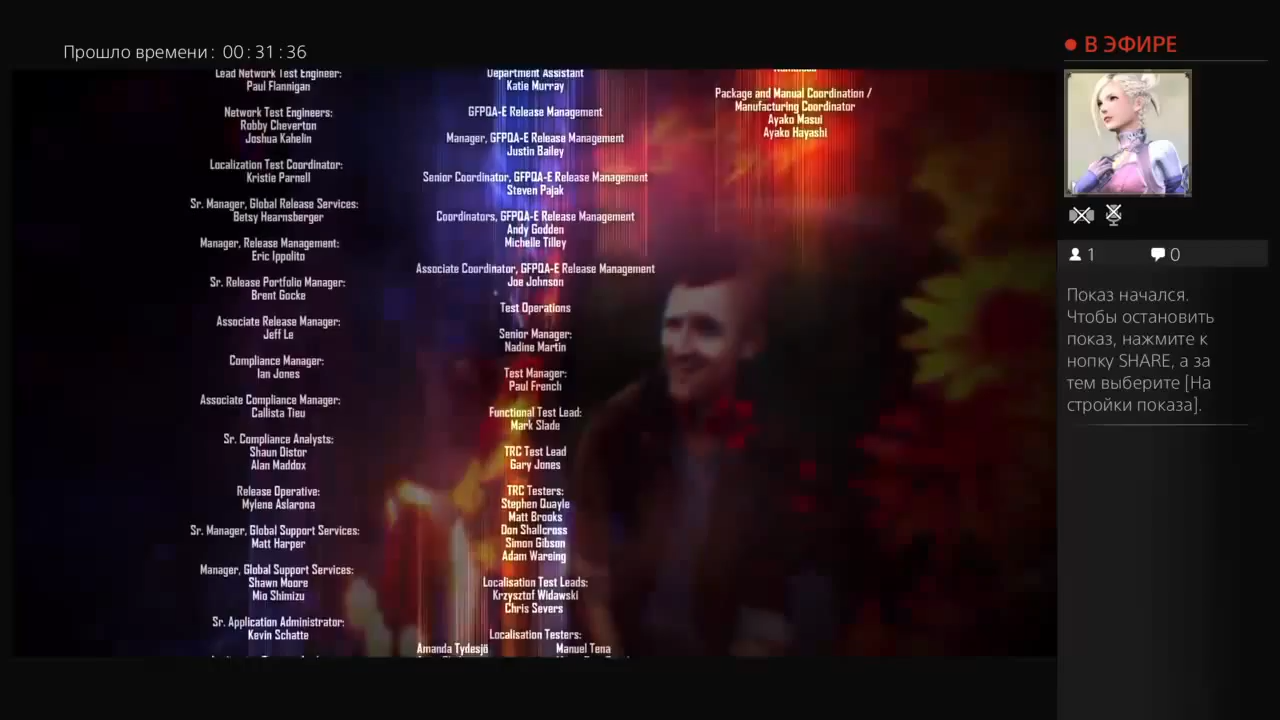 Прошло времени: 00:31:36
Lead Network Test Engineer:
Paul Flannigan
Network Test Engineers:
Robby Cheverton
Joshua Kahelin
Localization Test Coordinator:
Kristie Parnell
Sr. Manager, Global Release Services:
Betsy Hearnsberger
Manager, Release Management:
Eric Ippolito
Sr. Release Portfolio Manager:
Brent Gocke
Associate Release Manager:
Jeff Le
Compliance Manager:
Ian Jones
Associate Compliance Manager:
Callista Tieu
Sr. Compliance Analysts:
Shaun Distor
Alan Maddox
Release Operative:
Mylene Aslarona
Sr. Manager, Global Support Services:
Matt Harper
Manager, Global Support Services:
Shawn Moore
Mio Shimizu
Sr. Application Administrator:
Kevin Schatte
Department Assistant
Katie Murray
GFPQA-E Release Management
Manager, GFPQA-E Release Management
Justin Bailey
Senior Coordinator, GFPQA-E Release Management
Steven Pajak
Coordinators, GFPQA-E Release Management
Andy Godden
Michelle Tilley
Associate Coordinator, GFPQA-E Release Management
Joe Johnson
Test Operations
Senior Manager:
Nadine Martin
Test Manager:
Paul French
Functional Test Lead:
Mark Slade
TRC Test Lead
Gary Jones
TRC Testers:
Stephen Quayle
Matt Brooks
Don Shallcross
Simon Gibson
Adam Wareing
Localisation Test Leads:
Krzysztof Widawski
Chris Severs
Localisation Testers:
Amanda Tydesjö Manuel Tena
Package and Manual Coordination /
Manufacturing Coordinator
Ayako Masui
Ayako Hayashi
В ЭФИРЕ
1 0
Показ начался.
Чтобы остановить
показ, нажмите к
нопку SHARE, а за
тем выберите [На
стройки показа].